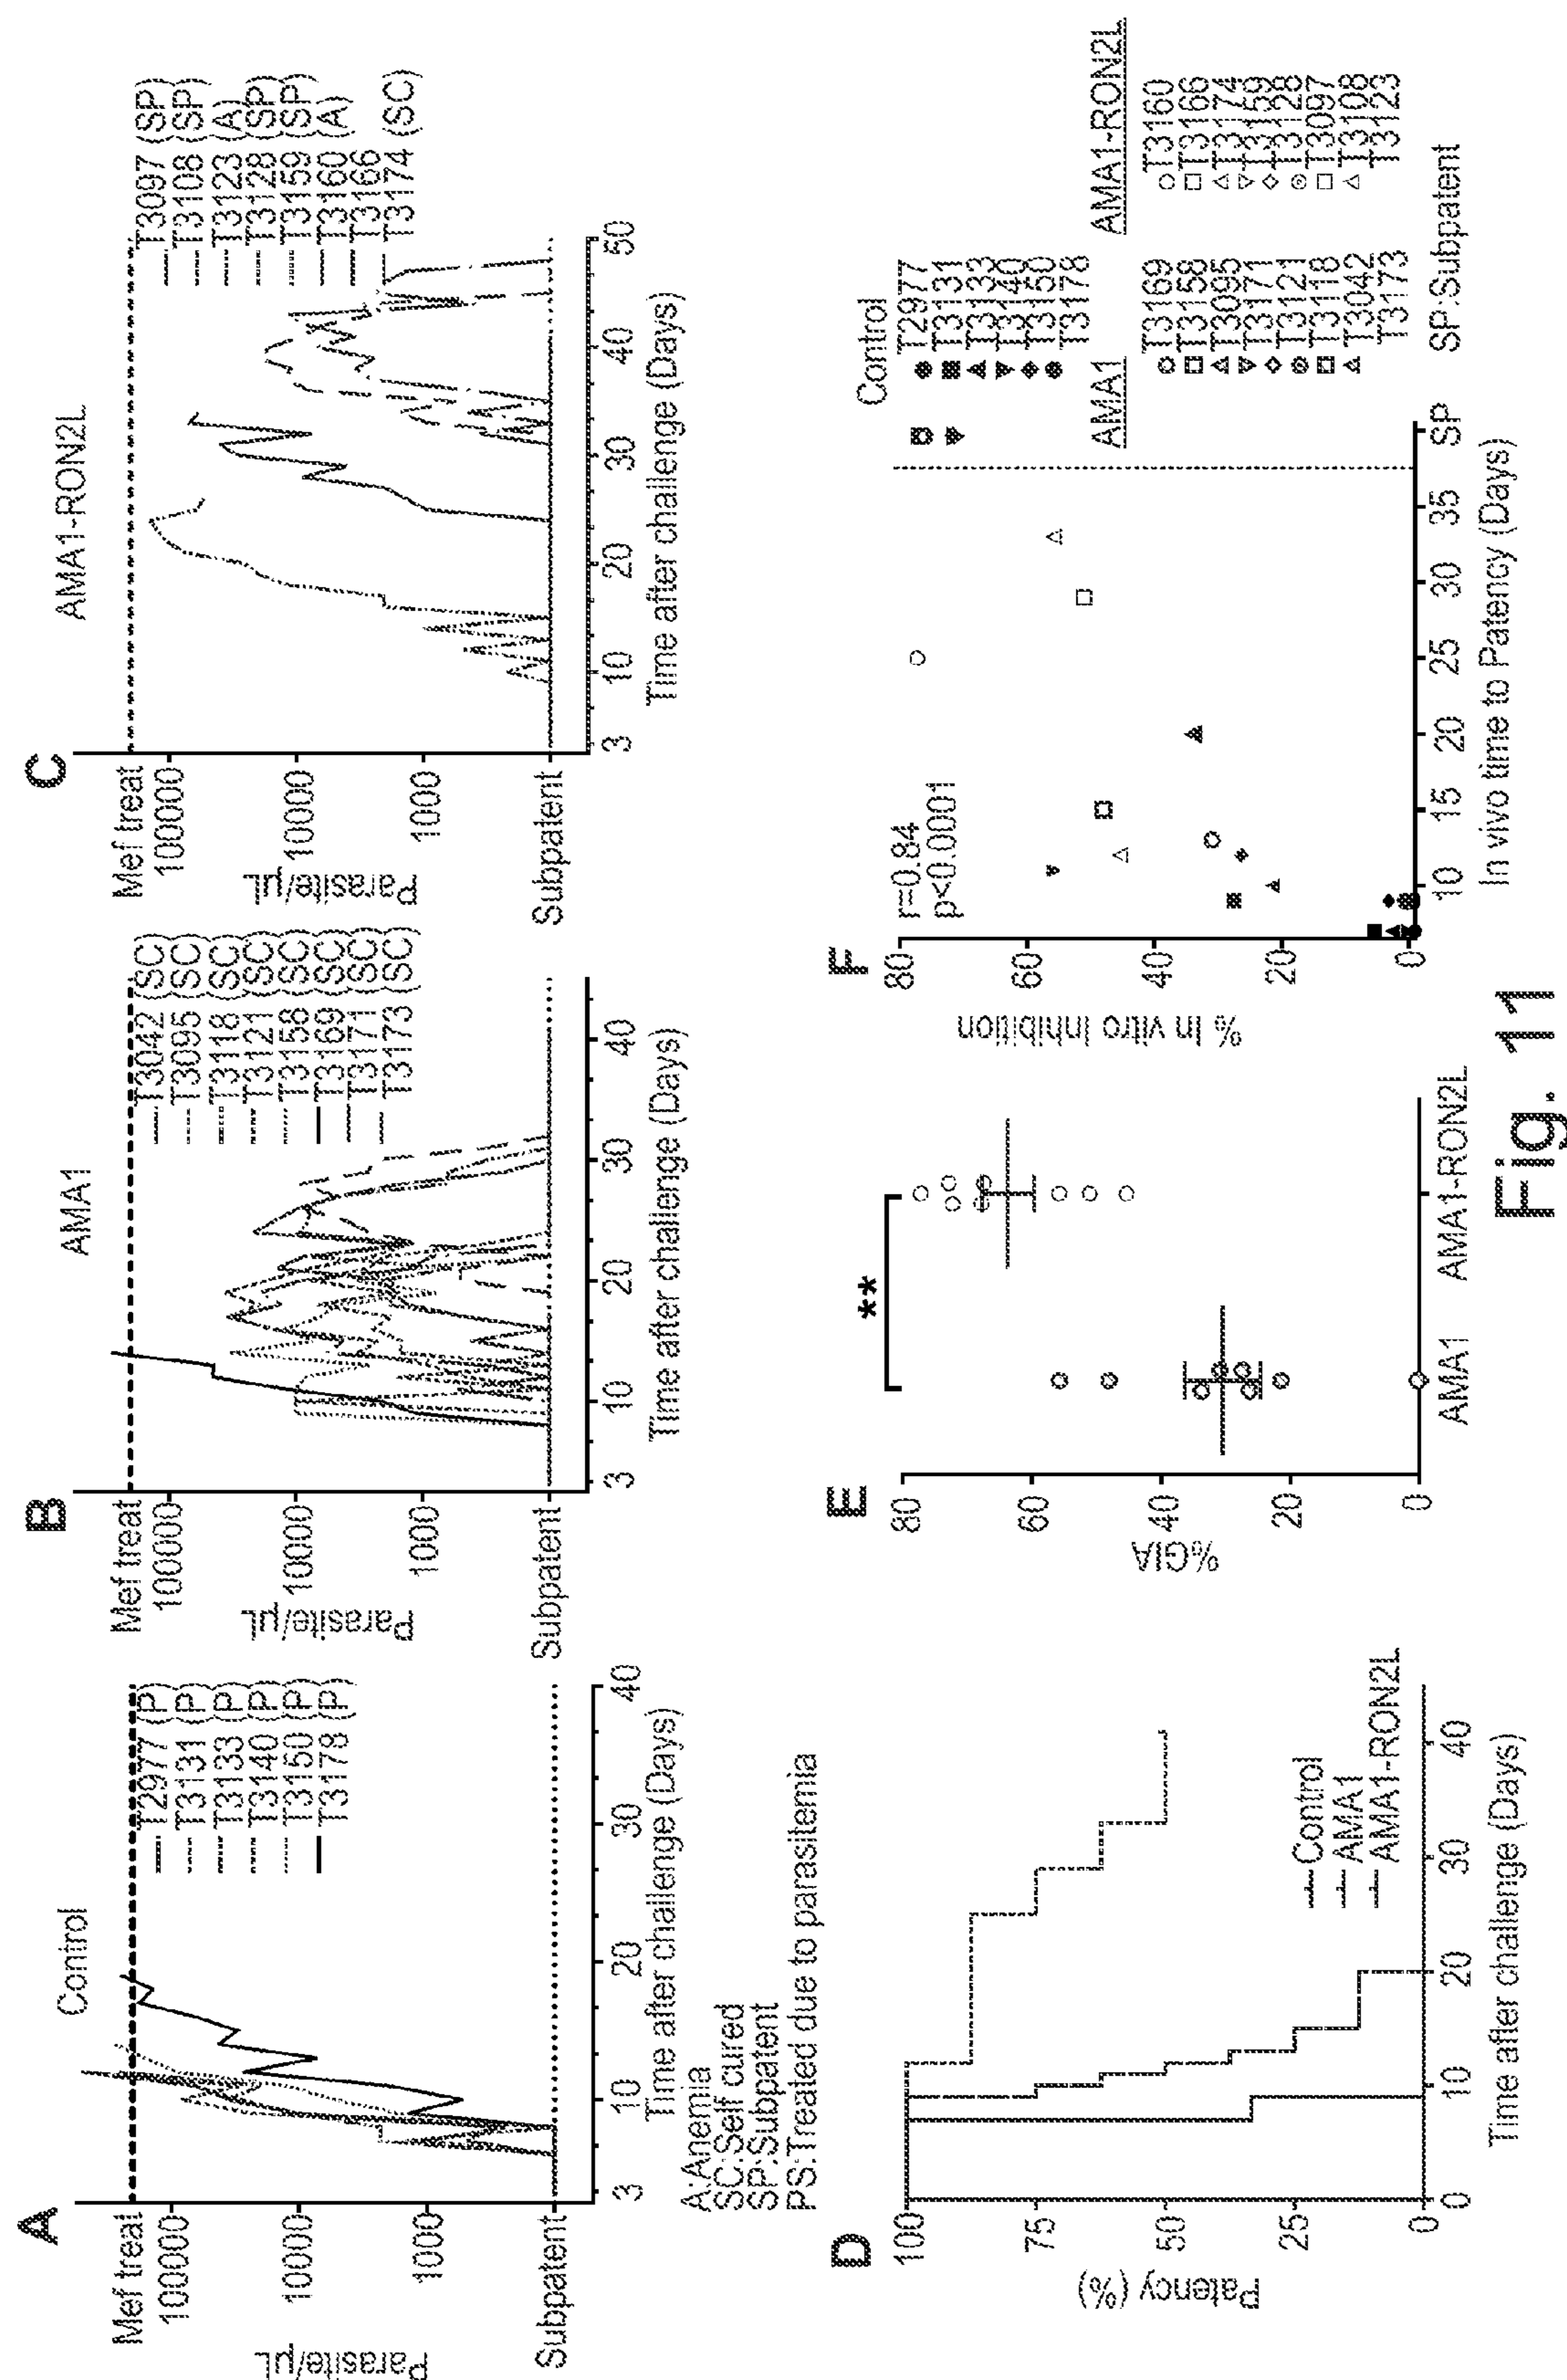 A
Control
Mef treat
100000
10000
1000
Subpatent
Parasite/µL
T2977 (P)
T3131 (P)
T3133 (P)
T3140 (P)
T3150 (P)
T3178 (P)
3 10 20 30 40
Time after challenge (Days)
A:Anemia
SC:Self cured
SP:Subpatent
PS:Treated due to parasitemia
B
AMA1
Mef treat
100000
10000
1000
Subpatent
Parasite/µL
T3042 (SC)
T3095 (SC)
T3118 (SC)
T3121 (SC)
T3158 (SC)
T3169 (SC)
T3171 (SC)
T3173 (SC)
3 10 20 30 40
Time after challenge (Days)
C
AMA1-RON2L
Mef treat
100000
10000
1000
Subpatent
Parasite/µL
T3097 (SP)
T3108 (SP)
T3123 (A)
T3128 (SP)
T3159 (SP)
T3160 (A)
T3166
T3174 (SC)
3 10 20 30 40 50
Time after challenge (Days)
D
100
75
50
25
0
Patency (%)
Control
AMA1
AMA1-RON2L
0 10 20 30 40
Time after challenge (Days)
E
80
60
40
20
0
%GIA
**
AMA1 AMA1-RON2L
F
80
60
40
20
0
% In vitro Inhibition
r=0.84
p<0.0001
10 15 20 25 30 35 SP
In vivo time to Patency (Days)
Control
T2977
T3131
T3133
T3140
T3150
T3178
AMA1
T3169
T3158
T3095
T3171
T3121
T3118
T3042
T3173
AMA1-RON2L
T3160
T3166
T3174
T3159
T3128
T3097
T3108
T3123
SP:Subpatent
Fig. 11